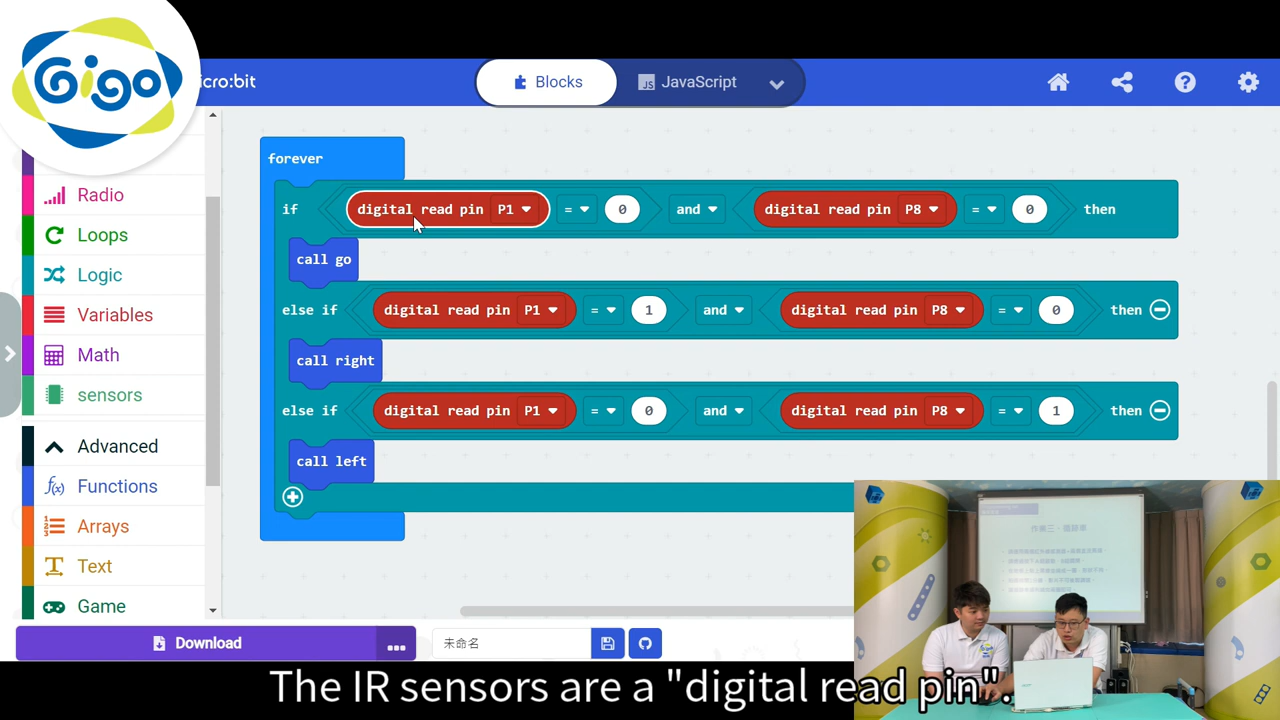 Gigo
icro:bit
Blocks
JS JavaScript
Radio
Loops
Logic
Variables
Math
sensors
Advanced
Functions
Arrays
Text
Game
forever
if digital read pin P1 = 0 and digital read pin P8 = 0 then
call go
else if digital read pin P1 = 1 and digital read pin P8 = 0 then
call right
else if digital read pin P1 = 0 and digital read pin P8 = 1 then
call left
Download
未命名
The IR sensors are a "digital read pin".